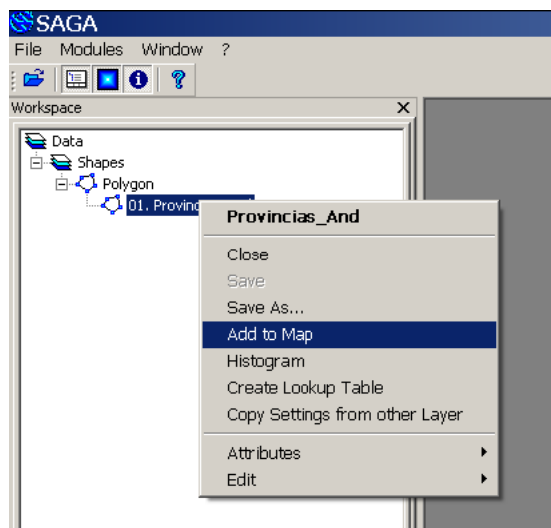 SAGA
File Modules Window ?
Workspace
Data
Shapes
Polygon
01.
Provincias_And
Close
Save
Save As...
Add to Map
Histogram
Create Lookup Table
Copy Settings from other Layer
Attributes
Edit